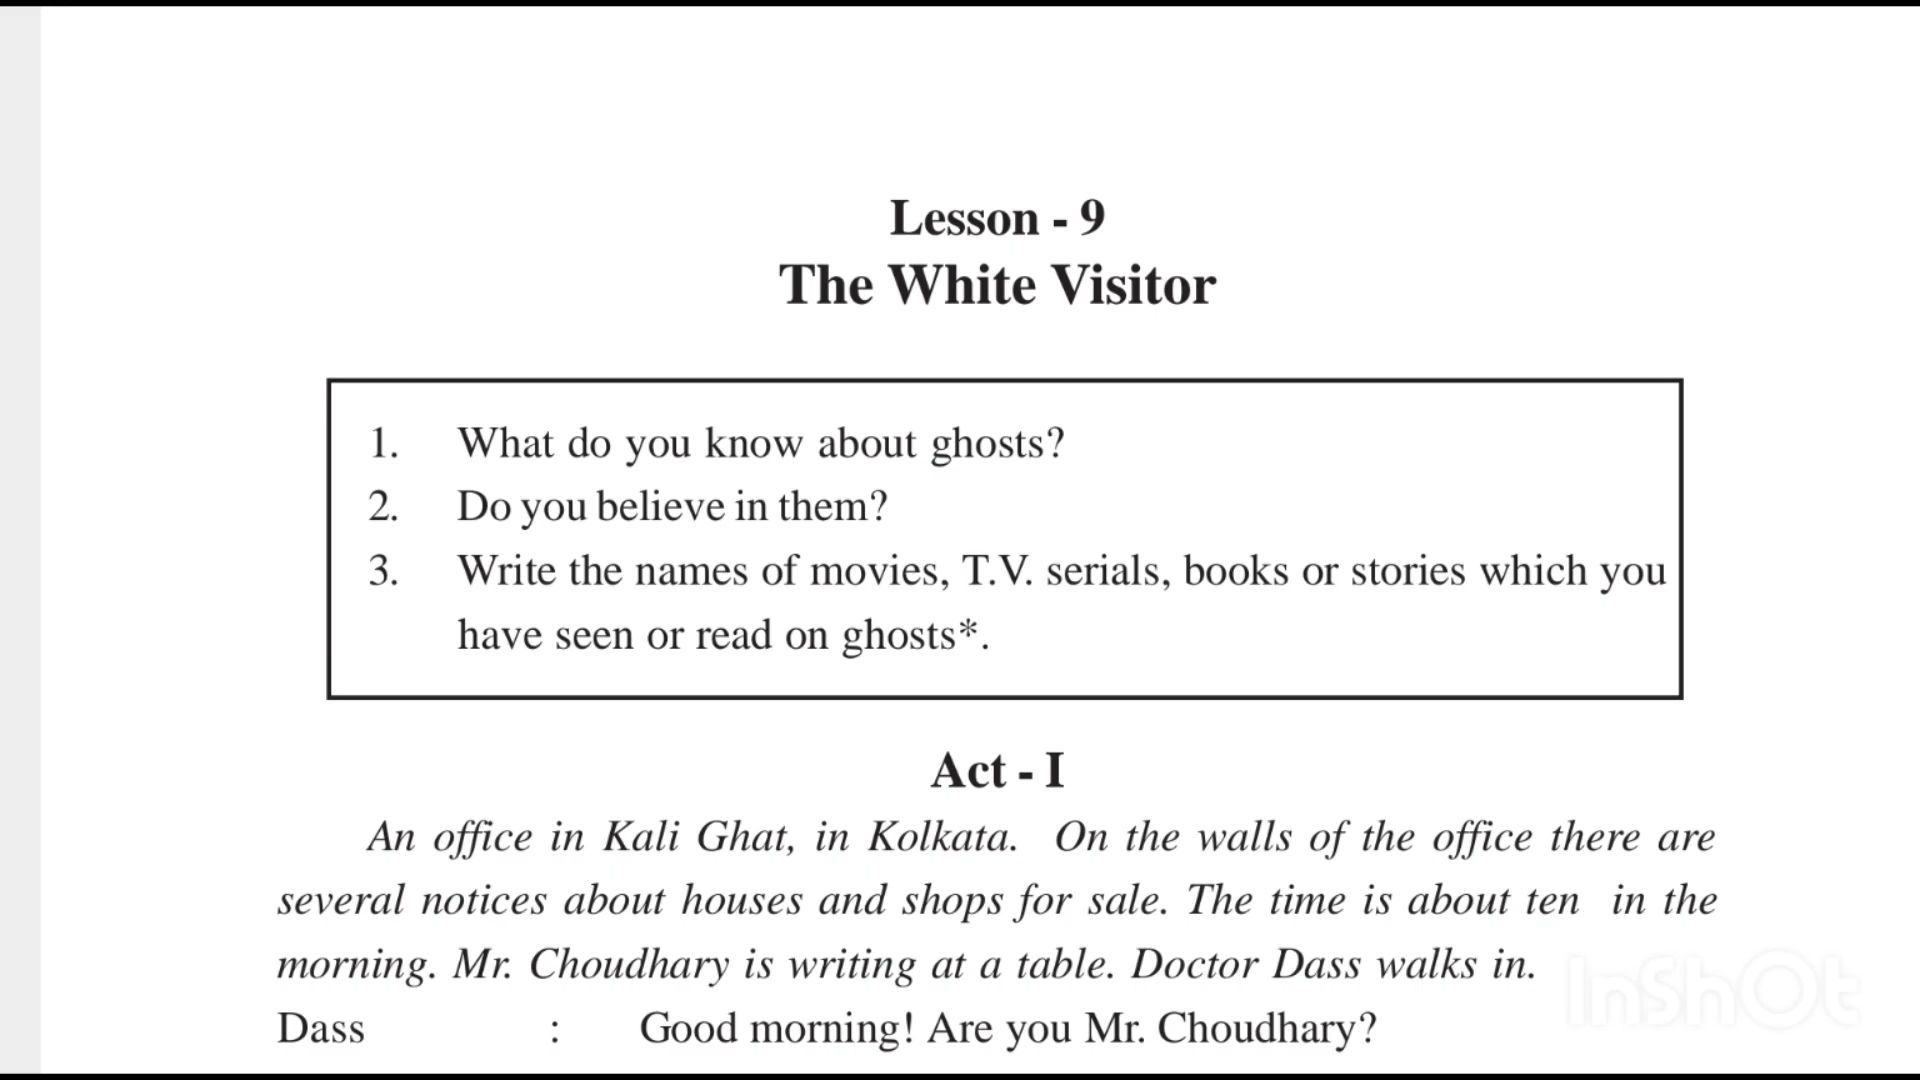 Lesson - 9
The White Visitor
1. What do you know about ghosts?
2. Do you believe in them?
3. Write the names of movies, T.V. serials, books or stories which you
have seen or read on ghosts*.
Act - I
An office in Kali Ghat, in Kolkata. On the walls of the office there are
several notices about houses and shops for sale. The time is about ten in the
morning. Mr. Choudhary is writing at a table. Doctor Dass walks in.
Dass : Good morning! Are you Mr. Choudhary?
InShOt